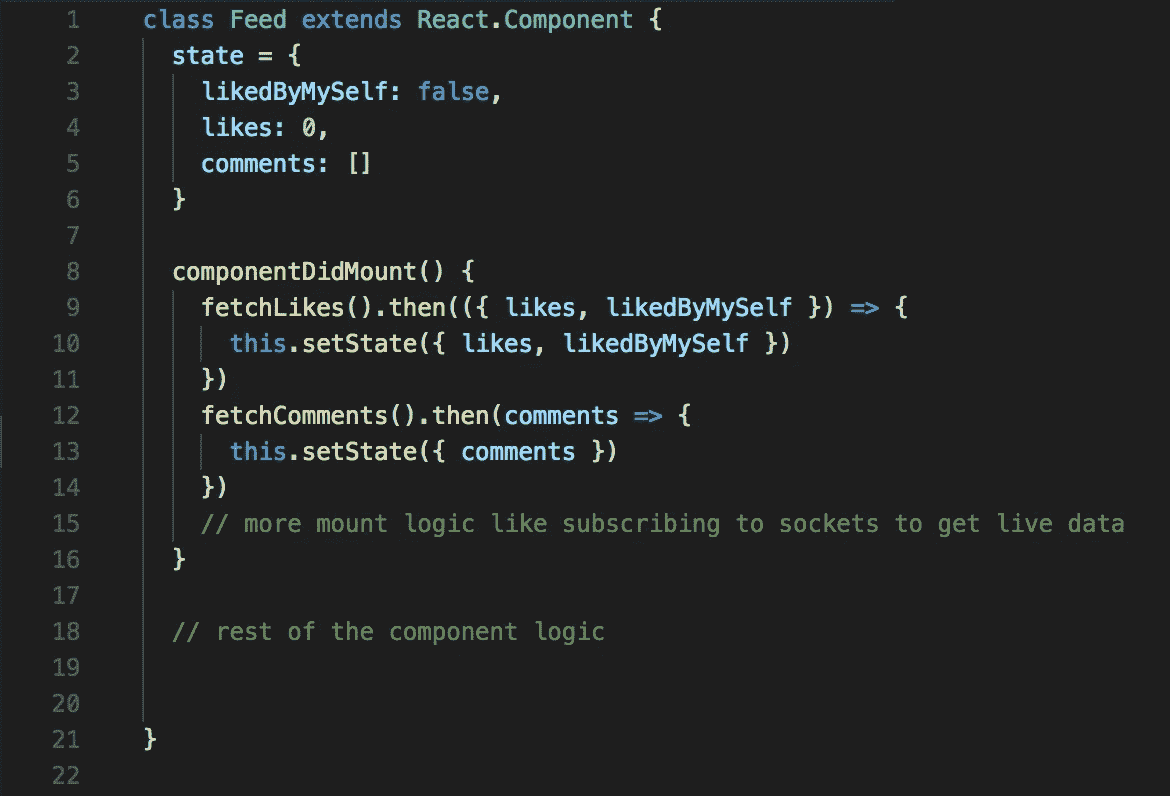 1 class Feed extends React.Component {
2 state = {
3 likedByMySelf: false,
4 likes: 0,
5 comments: []
6 }
7
8 componentDidMount() {
9 fetchLikes().then(({ likes, likedByMySelf }) => {
10 this.setState({ likes, likedByMySelf })
11 })
12 fetchComments().then(comments => {
13 this.setState({ comments })
14 })
15 // more mount logic like subscribing to sockets to get live data
16 }
17
18 // rest of the component logic
19
20
21 }
22